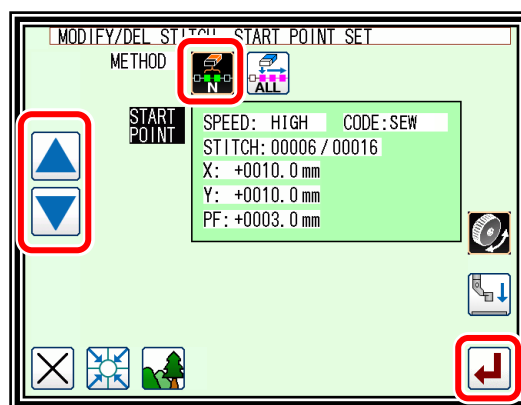 MODIFY/DEL STITCH START POINT SET
METHOD
N
ALL
START
POINT
SPEED: HIGH CODE:SEW
STITCH:00006/00016
X: +0010.0mm
Y: +0010.0mm
PF:+0003.0mm